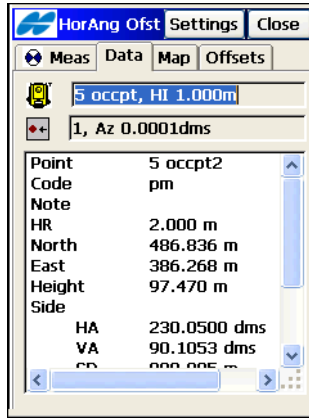 HorAng Ofst Settings Close
Meas Data Map Offsets
5 occpt, HI 1.000m
1, Az 0.0001dms
Point 5 occpt2
Code pm
Note
HR 2.000 m
North 486.836 m
East 386.268 m
Height 97.470 m
Side
HA 230.0500 dms
VA 90.1053 dms